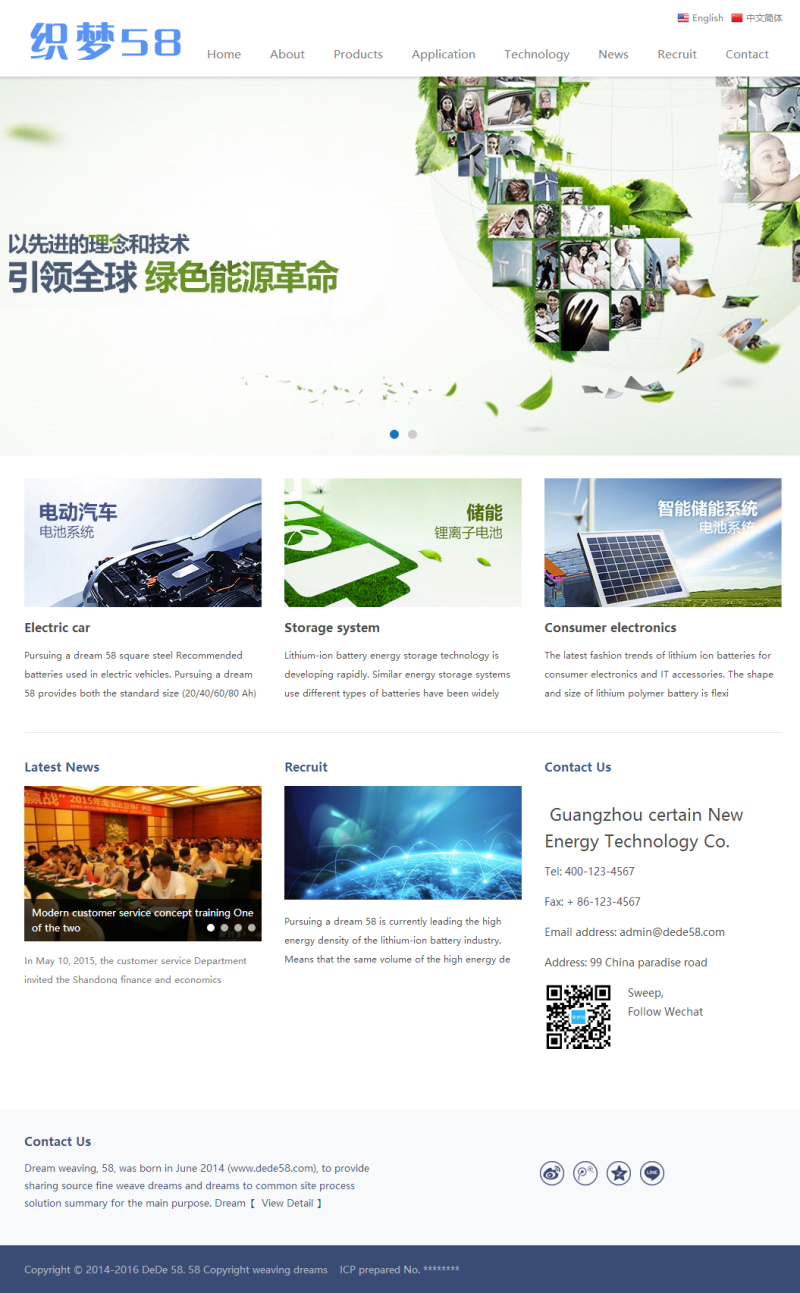 English 中文简体
织梦58
Home About Products Application Technology News Recruit Contact
以先进的理念和技术
引领全球 绿色能源革命
电动汽车
电池系统
储能
锂离子电池
智能储能系统
电池系统
Electric car
Pursuing a dream 58 square steel Recommended
batteries used in electric vehicles. Pursuing a dream
58 provides both the standard size (20/40/60/80 Ah)
Storage system
Lithium-ion battery energy storage technology is
developing rapidly. Similar energy storage systems
use different types of batteries have been widely
Consumer electronics
The latest fashion trends of lithium ion batteries for
consumer electronics and IT accessories. The shape
and size of lithium polymer battery is flexi
Latest News
Modern customer service concept training One
of the two
In May 10, 2015, the customer service Department
invited the Shandong finance and economics
Recruit
Pursuing a dream 58 is currently leading the high
energy density of the lithium-ion battery industry.
Means that the same volume of the high energy de
Contact Us
Guangzhou certain New
Energy Technology Co.
Tel: 400-123-4567
Fax: + 86-123-4567
Email address: admin@dede58.com
Address: 99 China paradise road
Sweep,
Follow Wechat
Contact Us
Dream weaving, 58, was born in June 2014 (www.dede58.com), to provide
sharing source fine weave dreams and dreams to common site process
solution summary for the main purpose. Dream【 View Detail 】
LINE
Copyright © 2014-2016 DeDe 58. 58 Copyright weaving dreams ICP prepared No. ********